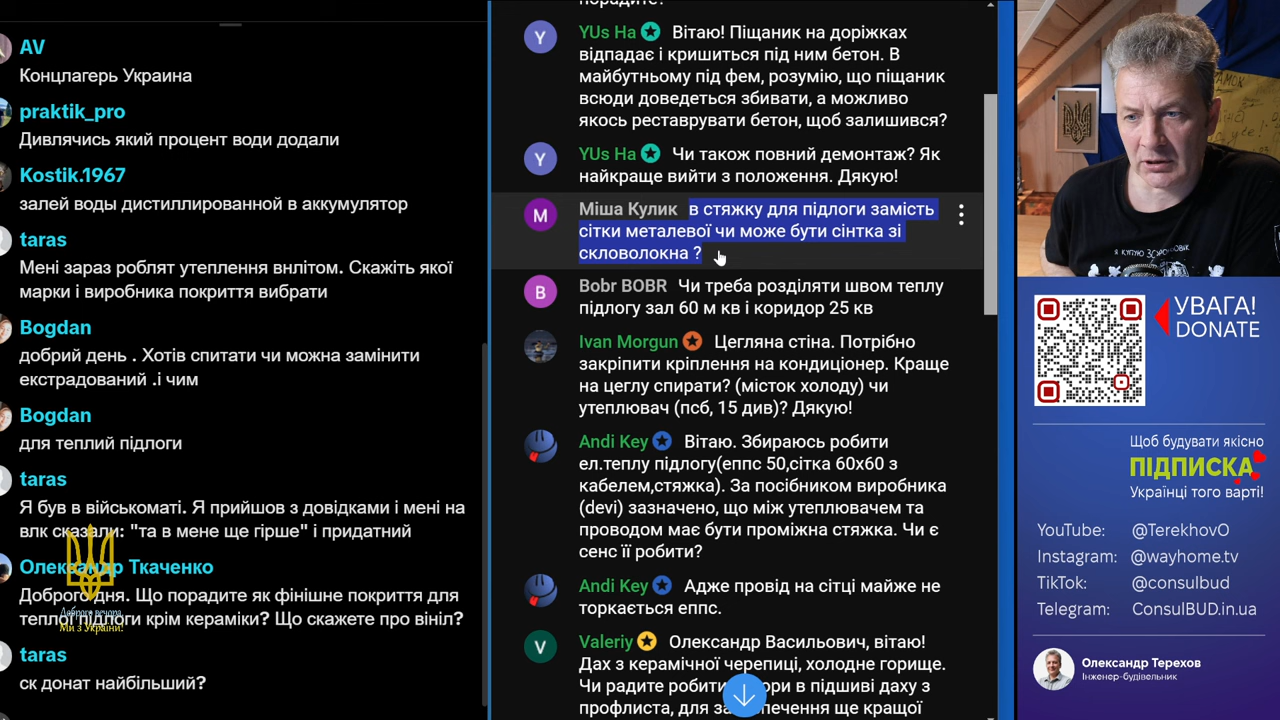 AV
Концлагерь Украина
praktik_pro
Дивлячись який процент води додали
Kostik.1967
залей воды дистиллированной в аккумулятор
taras
Мені зараз роблят утеплення внлітом. Скажіть якої
марки і виробника покриття вибрати
Bogdan
добрий день . Хотів спитати чи можна замінити
екстрадований .і чим
Bogdan
для теплий підлоги
taras
Я був в військоматі. Я прийшов з довідками і мені на
влк сказали: "та в мене ще гірше" і придатний
Олександр Ткаченко
Доброго дня. Що порадите як фінішне покриття для
теплої підлоги крім кераміки? Що скажете про вініл?
Доброго вечора
Ми з України!
taras
ск донат найбільший?
порадите?
YUs Ha Вітаю! Піщаник на доріжках
відпадає і кришиться під ним бетон. В
майбутньому під фем, розумію, що піщаник
всюди доведеться збивати, а можливо
якось реставрувати бетон, щоб залишився?
YUs Ha Чи також повний демонтаж? Як
найкраще вийти з положення. Дякую!
Міша Кулик в стяжку для підлоги замість
сітки металевої чи може бути сінтка зі
скловолокна ?
Bobr BOBR Чи треба розділяти швом теплу
підлогу зал 60 м кв і коридор 25 кв
Ivan Morgun Цегляна стіна. Потрібно
закріпити кріплення на кондиціонер. Краще
на цеглу спирати? (місток холоду) чи
утеплювач (псб, 15 див)? Дякую!
Andi Key Вітаю. Збираюсь робити
ел.теплу підлогу(еппс 50,сітка 60х60 з
кабелем,стяжка). За посібником виробника
(devi) зазначено, що між утеплювачем та
проводом має бути проміжна стяжка. Чи є
сенс її робити?
Andi Key Адже провід на сітці майже не
торкається еппс.
Valeriy Олександр Васильович, вітаю!
Дах з керамічної черепиці, холодне горище.
Чи радите робити в підшиві даху з
профлиста, для ще кращої
Я КУПУЮ
УВАГА!
DONATE
Щоб будувати якісно
ПІДПИСКА
Українці того варті!
YouTube: @TerekhovO
Instagram: @wayhome.tv
TikTok: @consulbud
Telegram: ConsulBUD.in.ua
Олександр Терехов
Інженер-будівельник